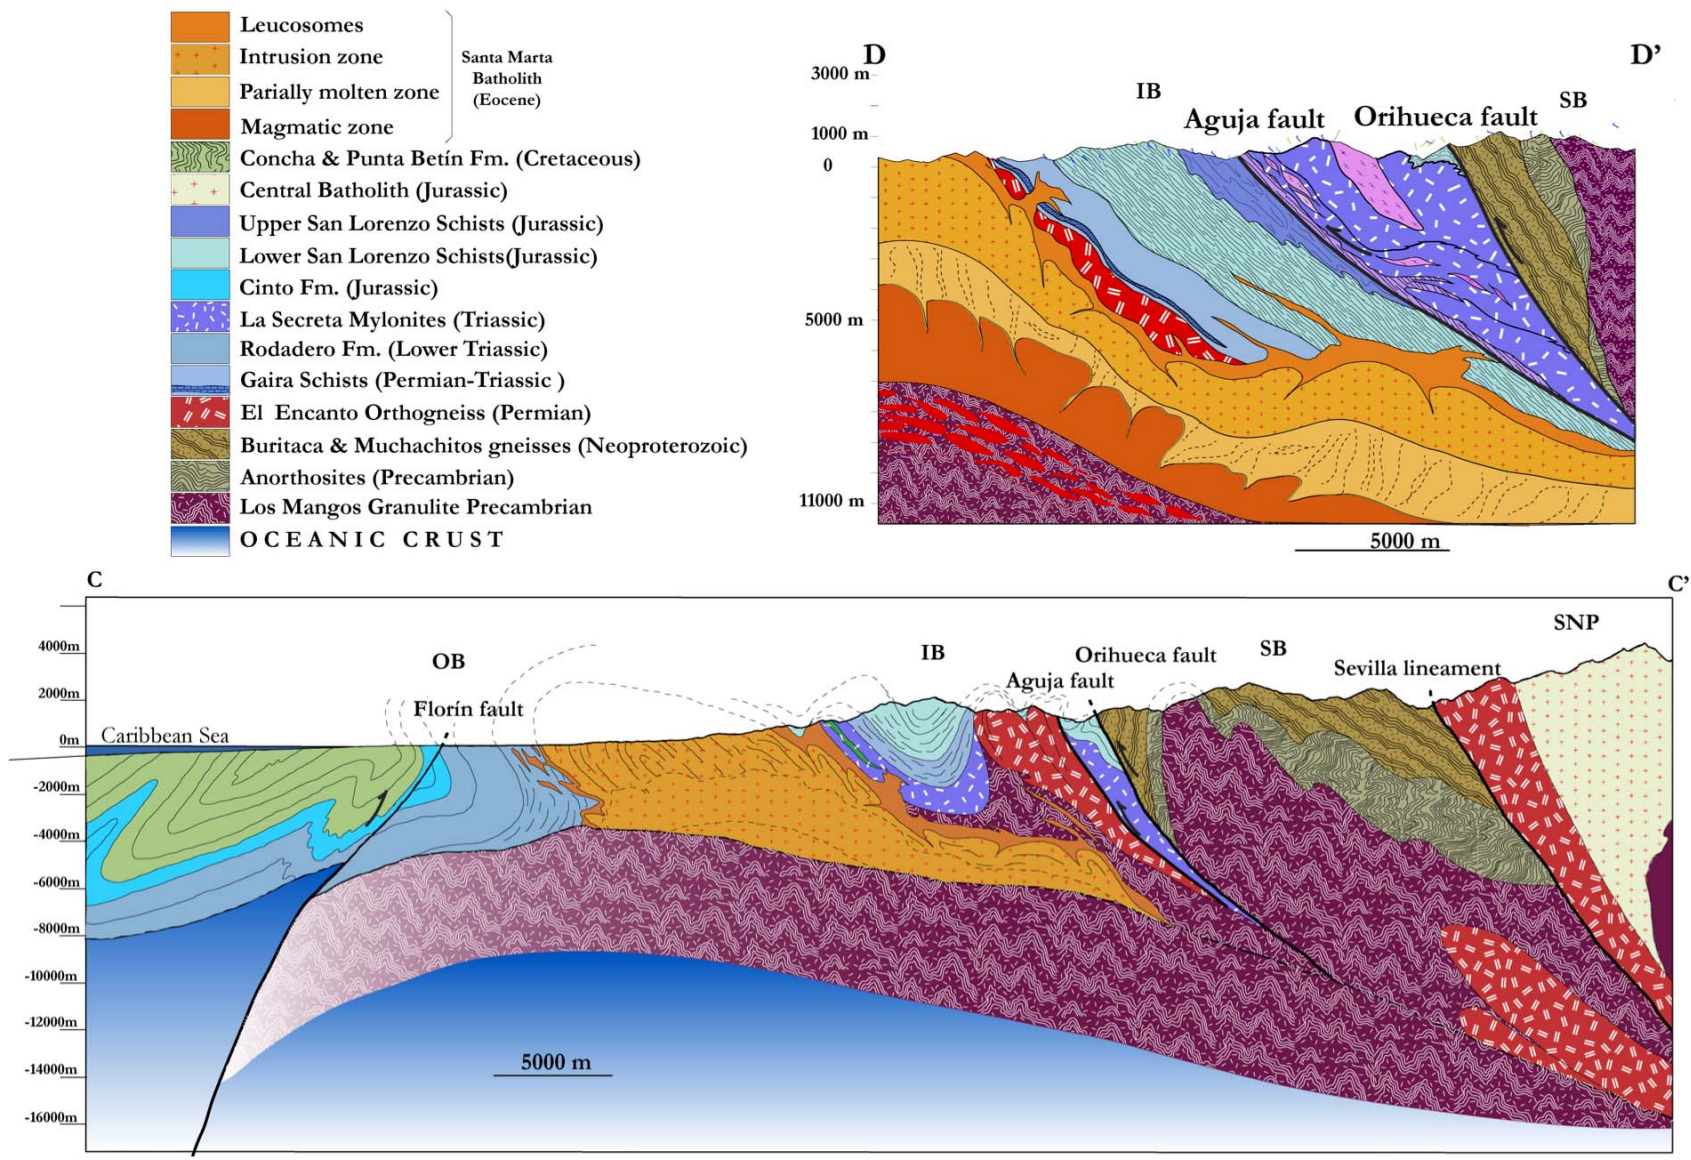 Leucosomes
Intrusion zone
Parially molten zone
Magmatic zone
Santa Marta
Batholith
(Eocene)
Concha & Punta Betín Fm. (Cretaceous)
Central Batholith (Jurassic)
Upper San Lorenzo Schists (Jurassic)
Lower San Lorenzo Schists(Jurassic)
Cinto Fm. (Jurassic)
La Secreta Mylonites (Triassic)
Rodadero Fm. (Lower Triassic)
Gaira Schists (Permian-Triassic )
El Encanto Orthogneiss (Permian)
Buritaca & Muchachitos gneisses (Neoproterozoic)
Anorthosites (Precambrian)
Los Mangos Granulite Precambrian
OCEANIC CRUST
D
D'
3000 m
1000 m
0
5000 m
11000 m
IB
Aguja fault
Orihueca fault
SB
5000 m
C
C'
4000m
2000m
0m
-2000m
-4000m
-6000m
-8000m
-10000m
-12000m
-14000m
-16000m
Caribbean Sea
OB
Florín fault
IB
Aguja fault
Orihueca fault
SB
Sevilla lineament
SNP
5000 m